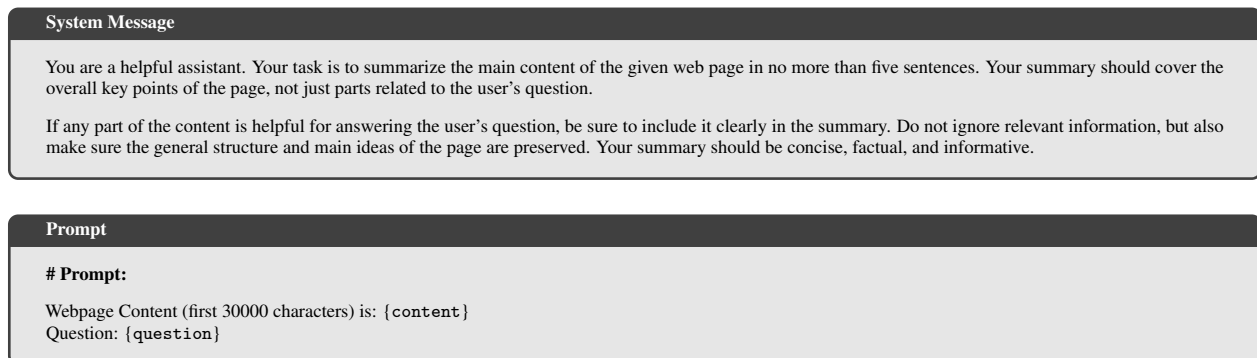 System Message
You are a helpful assistant. Your task is to summarize the main content of the given web page in no more than five sentences. Your summary should cover the
overall key points of the page, not just parts related to the user's question.
If any part of the content is helpful for answering the user's question, be sure to include it clearly in the summary. Do not ignore relevant information, but also
make sure the general structure and main ideas of the page are preserved. Your summary should be concise, factual, and informative.
Prompt
# Prompt:
Webpage Content (first 30000 characters) is: {content}
Question: {question}